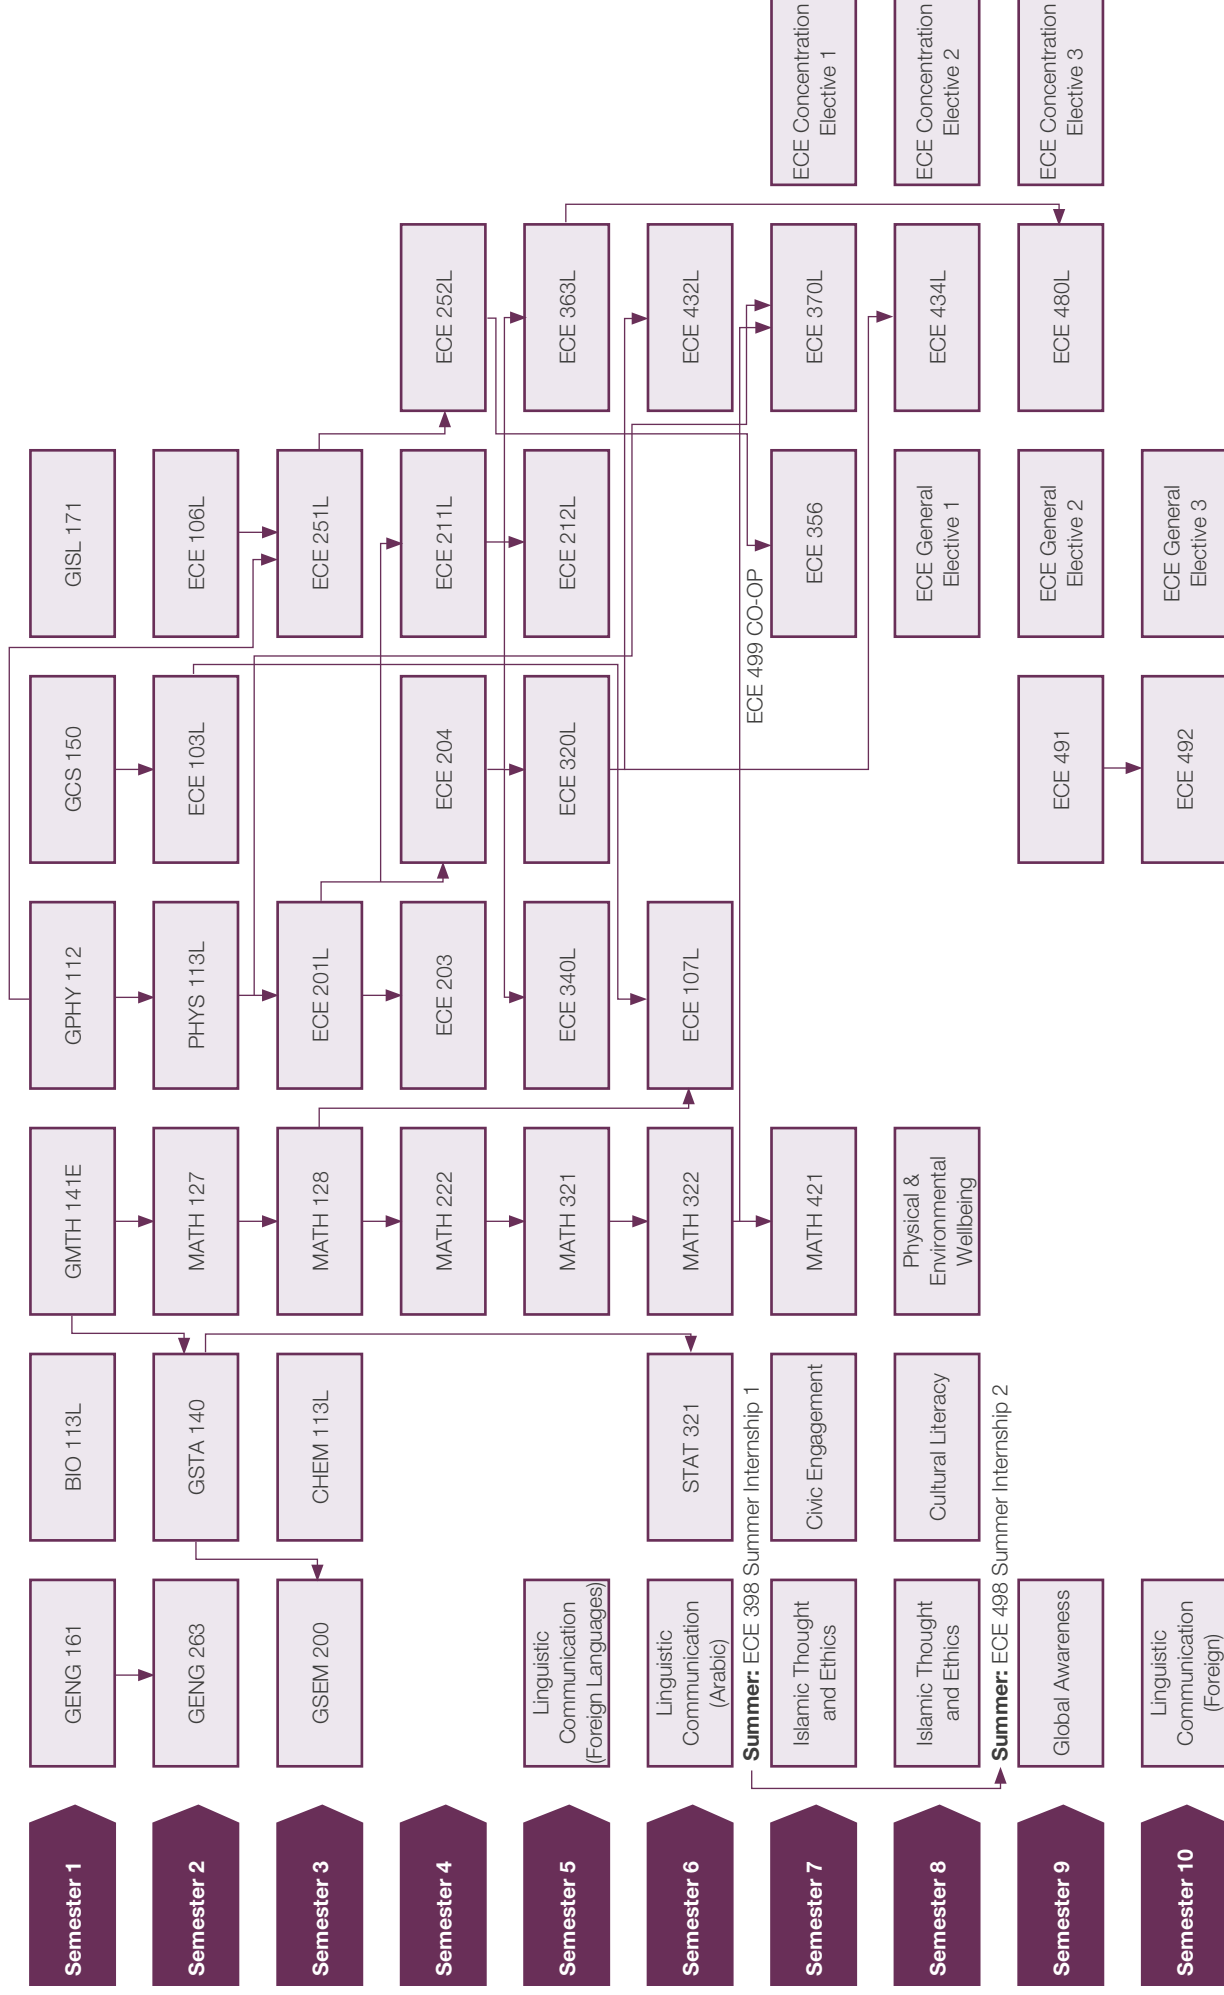 Semester 1
GENG 161
BIO 113L
GMTH 141E
GPHY 112
GCS 150
GISL 171
Semester 2
GENG 263
GSTA 140
MATH 127
PHYS 113L
ECE 103L
ECE 106L
Semester 3
GSEM 200
CHEM 113L
MATH 128
ECE 201L
ECE 251L
Semester 4
MATH 222
ECE 203
ECE 204
ECE 211L
ECE 252L
Semester 5
Linguistic
Communication
(Foreign Languages)
MATH 321
ECE 340L
ECE 320L
ECE 212L
ECE 363L
Semester 6
Linguistic
Communication
(Arabic)
STAT 321
MATH 322
ECE 107L
ECE 432L
Summer: ECE 398 Summer Internship 1
ECE 499 CO-OP
Semester 7
Islamic Thought
and Ethics
Civic Engagement
MATH 421
ECE 356
ECE 370L
ECE Concentration
Elective 1
Semester 8
Islamic Thought
and Ethics
Cultural Literacy
Physical &
Environmental
Wellbeing
ECE General
Elective 1
ECE 434L
ECE Concentration
Elective 2
Summer: ECE 498 Summer Internship 2
Semester 9
Global Awareness
ECE 491
ECE General
Elective 2
ECE 480L
ECE Concentration
Elective 3
Semester 10
Linguistic
Communication
(Foreign)
ECE 492
ECE General
Elective 3